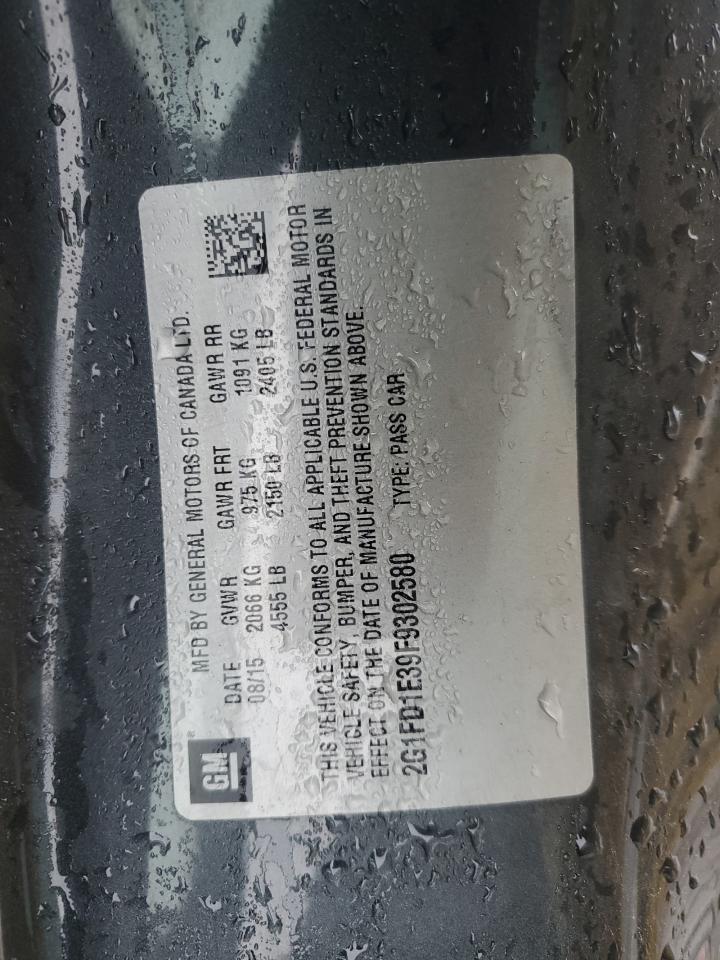 GM
MFD BY GENERAL MOTORS OF CANADA LTD.
DATE GVWR GAWR FRT GAWR RR
08/15 2066 KG 975 KG 1091 KG
4555 LB 2150 LB 2405 LB
THIS VEHICLE CONFORMS TO ALL APPLICABLE U.S. FEDERAL MOTOR
VEHICLE SAFETY, BUMPER, AND THEFT PREVENTION STANDARDS IN
EFFECT ON THE DATE OF MANUFACTURE SHOWN ABOVE.
2G1FD1E39F9302580 TYPE: PASS CAR